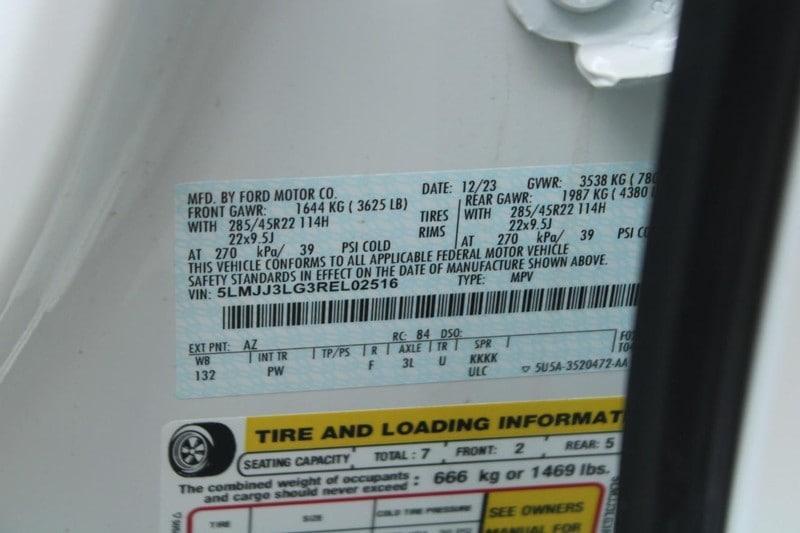 MFD. BY FORD MOTOR CO. DATE: 12/23 GVWR: 3538 KG ( 780
FRONT GAWR: 1644 KG ( 3625 LB) REAR GAWR: 1987 KG ( 4380
WITH 285/45R22 114H TIRES WITH 285/45R22 114H
22x9.5J RIMS 22x9.5J
AT 270 kPa/ 39 PSI COLD AT 270 kPa/ 39 PSI C
THIS VEHICLE CONFORMS TO ALL APPLICABLE FEDERAL MOTOR VEHICLE
SAFETY STANDARDS IN EFFECT ON THE DATE OF MANUFACTURE SHOWN ABOVE.
VIN: 5LMJJ3LG3REL02516 TYPE: MPV
EXT PNT: AZ RC: 84 DSO:
WB INT TR TP/PS R AXLE TR SPR
132 PW F 3L U KKKK
ULC 5U5A-3520472-AA
TIRE AND LOADING INFORMAT
SEATING CAPACITY TOTAL : 7 FRONT: 2 REAR: 5
The combined weight of occupants and cargo should never exceed : 666 kg or 1469 lbs.
TIRE SIZE COLD TIRE PRESSURE SEE OWNERS
MANUAL FOR